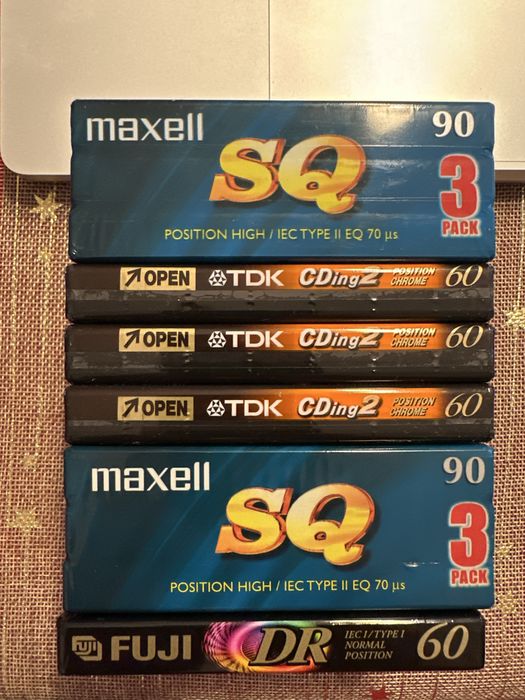 maxell
90
SQ
3
PACK
POSITION HIGH / IEC TYPE II EQ 70 µs
OPEN TDK CDing2 POSITION CHROME 60
OPEN TDK CDing2 POSITION CHROME 60
OPEN TDK CDing2 POSITION CHROME 60
maxell
90
SQ
3
PACK
POSITION HIGH / IEC TYPE II EQ 70 µs
FUJI FUJI DR IEC I / TYPE I
NORMAL
POSITION
60